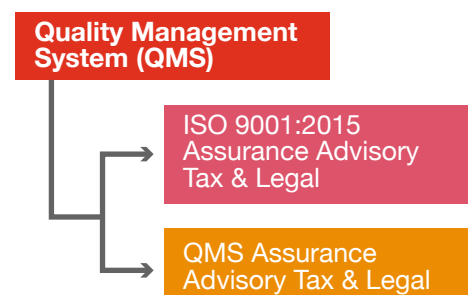 Quality Management
System (QMS)
ISO 9001:2015
Assurance Advisory
Tax & Legal
QMS Assurance
Advisory Tax & Legal